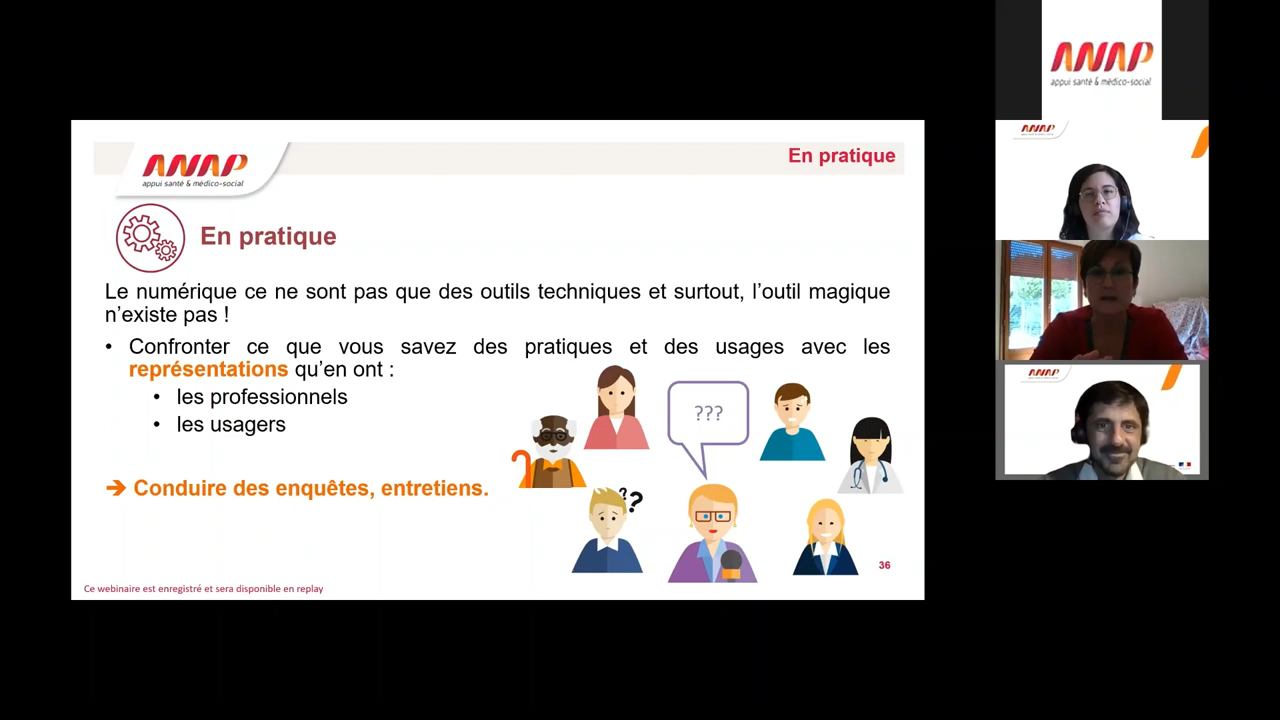 ANAP
appui santé & médico-social
En pratique
En pratique
Le numérique ce ne sont pas que des outils techniques et surtout, l’outil magique
n’existe pas !
• Confronter ce que vous savez des pratiques et des usages avec les
représentations qu’en ont :
• les professionnels
• les usagers
???
??
➔ Conduire des enquêtes, entretiens.
36
Ce webinaire est enregistré et sera disponible en replay
ANAP
appui santé & médico-social
ANAP
ANAP